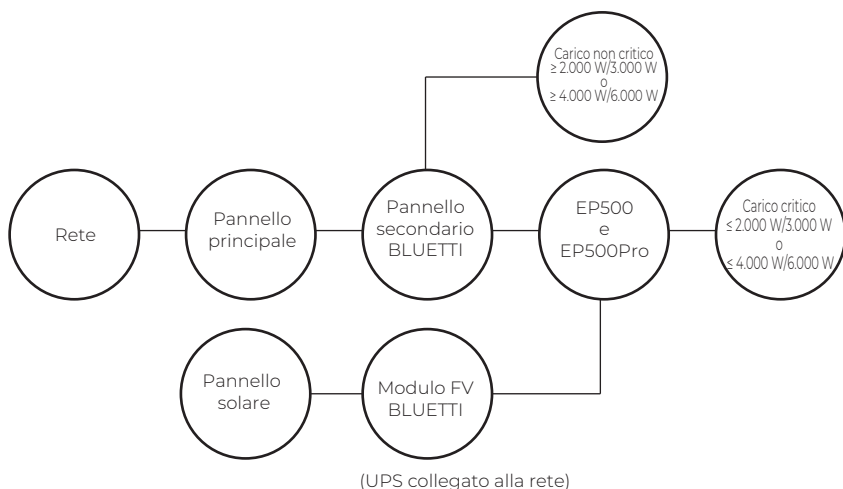 Carico non critico
≥ 2.000 W/3.000 W
o
≥ 4.000 W/6.000 W
Rete
Pannello
principale
Pannello
secondario
BLUETTI
EP500
e
EP500Pro
Carico critico
≤ 2.000 W/3.000 W
o
≤ 4.000 W/6.000 W
Pannello
solare
Modulo FV
BLUETTI
(UPS collegato alla rete)